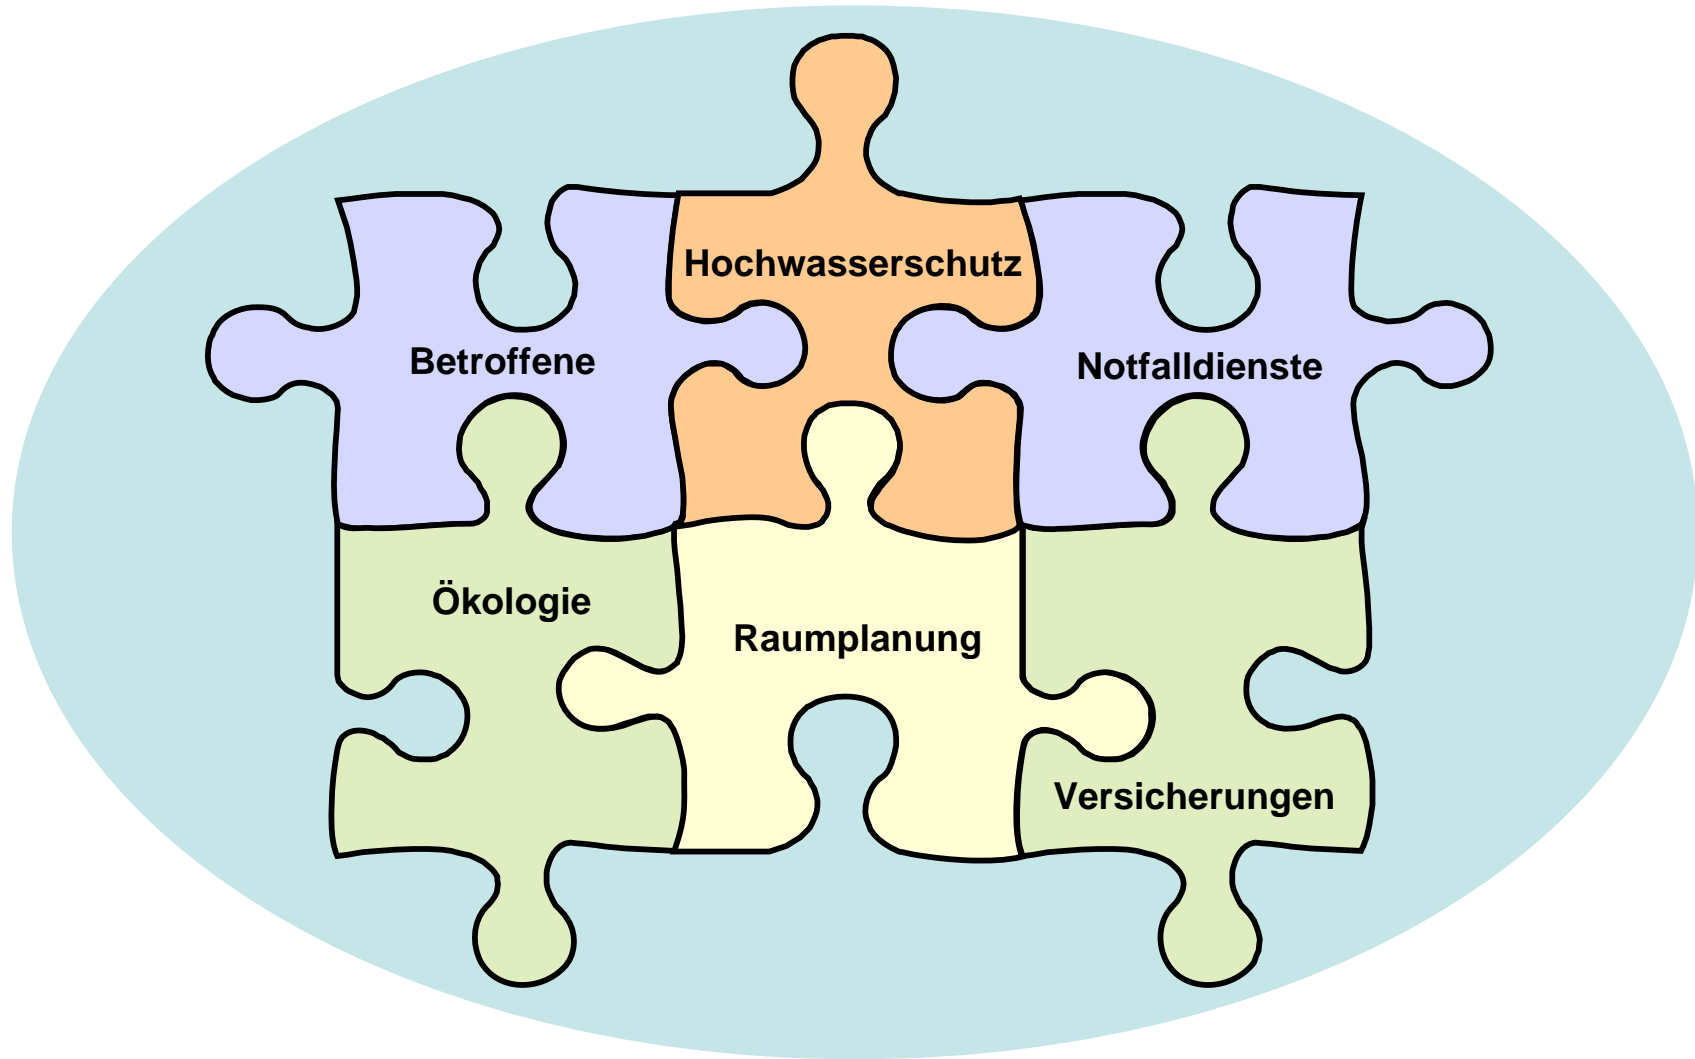 Hochwasserschutz
Betroffene
Notfalldienste
Ökologie
Raumplanung
Versicherungen